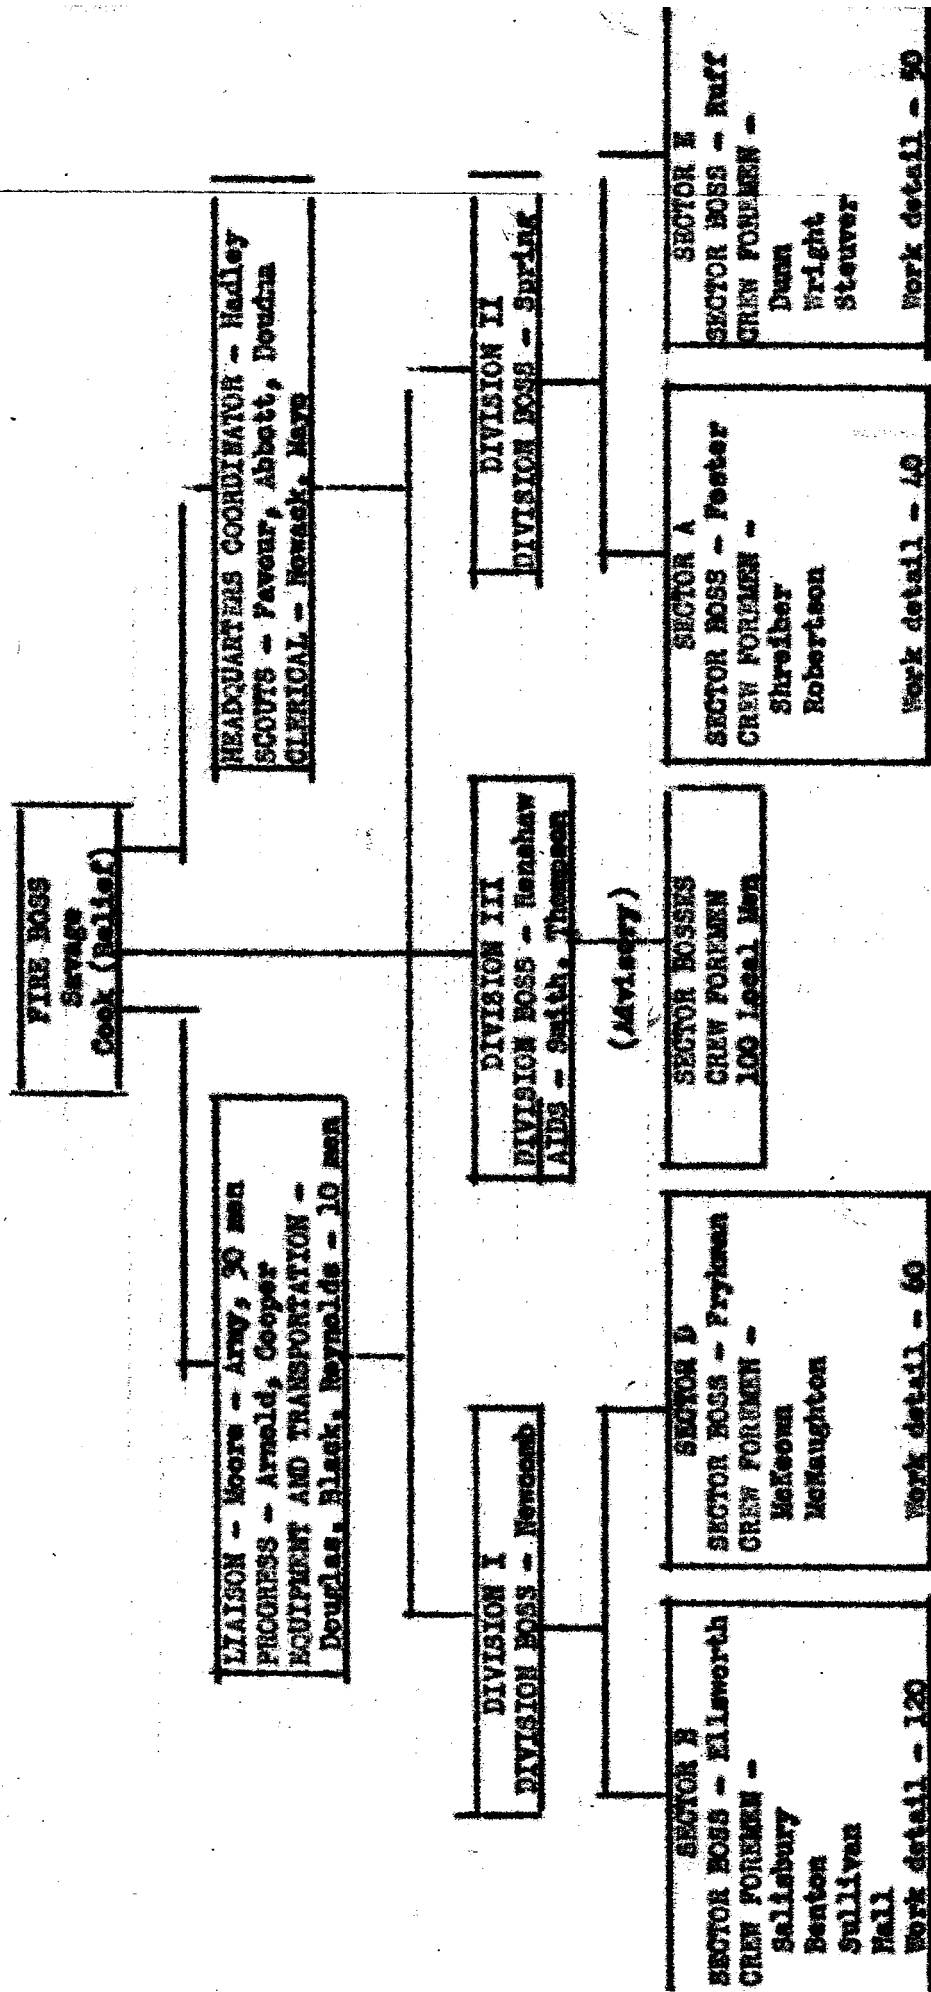 FIRE BOSS
Savage
Cook (Relief)
LIAISON - Moore - Army, 30 men
PROGRESS - Arnold, Cooper
EQUIPMENT AND TRANSPORTATION -
Douglas, Black, Reynolds - 10 men
HEADQUARTERS COORDINATOR - Hadley
SCOUTS - Favour, Abbott, Doudna
CLERICAL - Nowack, Mayo
DIVISION I
DIVISION BOSS - Newcomb
DIVISION III
DIVISION BOSS - Henshaw
AIDS - Smith, Thompson
(Advisory)
DIVISION II
DIVISION BOSS - Spring
SECTOR B
SECTOR BOSS - Ellsworth
CREW FOREMEN -
Salisbury
Benton
Sullivan
Hall
Work detail - 120
SECTOR D
SECTOR BOSS - Frykman
CREW FOREMEN -
McKeown
McNaughton
Work detail - 60
SECTOR BOSSES
CREW FOREMEN
100 Local Men
SECTOR A
SECTOR BOSS - Foster
CREW FOREMEN -
Shreiber
Robertson
Work detail - 40
SECTOR
SECTOR BOSS - Ruff
CREW FOREMEN -
Dunn
Wright
Steuver
Work detail - 90